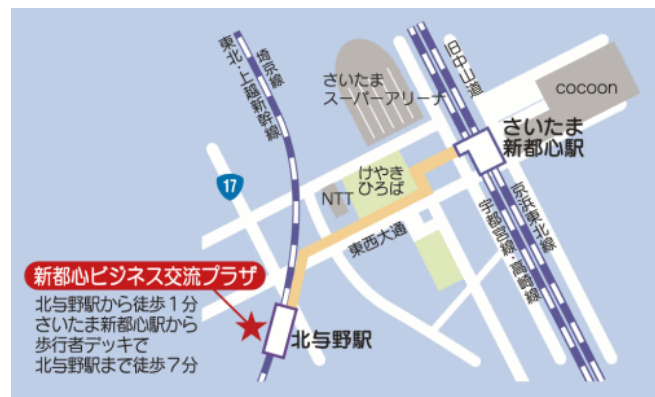 埼京線
東北・上越新幹線
さいたま
スーパーアリーナ
旧中山道
cocoon
さいたま
新都心駅
けやき
ひろば
NTT
17
東西大通
京浜東北線
宇都宮線・高崎線
新都心ビジネス交流プラザ
北与野駅から徒歩1分
さいたま新都心駅から
歩行者デッキで
北与野駅まで徒歩7分
北与野駅